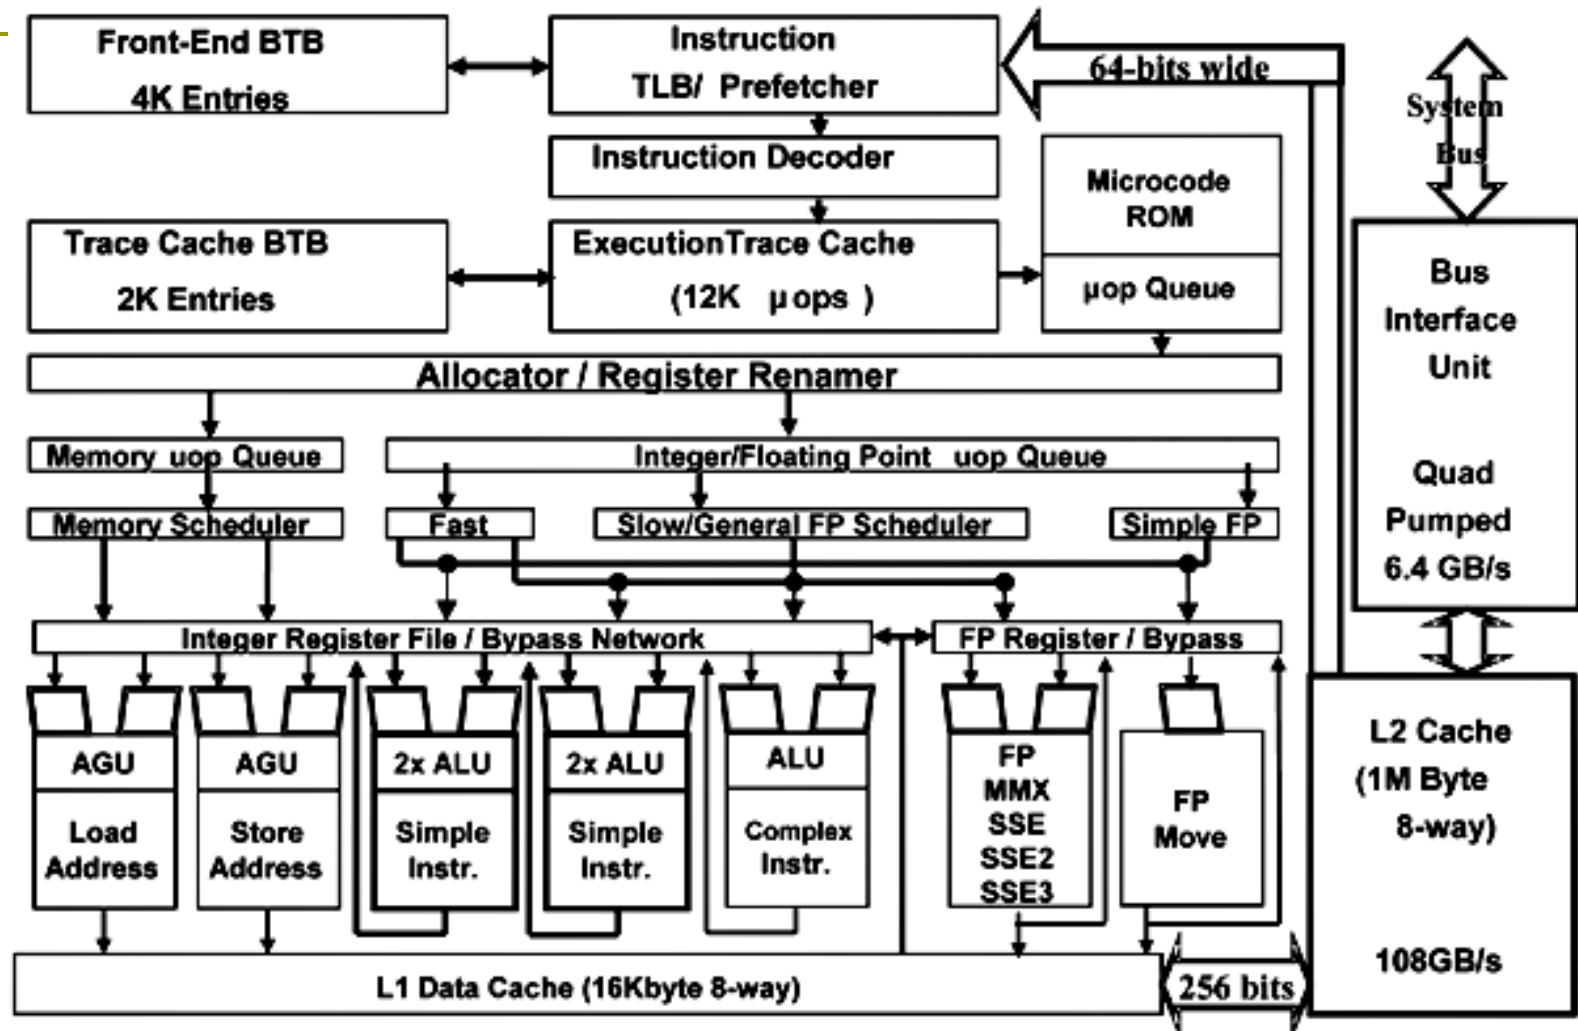 Front-End BTB
4K Entries
Instruction
TLB/ Prefetcher
64-bits wide
System
Bus
Instruction Decoder
Microcode
ROM
Trace Cache BTB
2K Entries
ExecutionTrace Cache
(12K µops )
µop Queue
Bus
Interface
Unit
Quad
Pumped
6.4 GB/s
Allocator / Register Renamer
Memory uop Queue
Integer/Floating Point uop Queue
Memory Scheduler
Fast
Slow/General FP Scheduler
Simple FP
Integer Register File / Bypass Network
FP Register / Bypass
AGU
Load
Address
AGU
Store
Address
2x ALU
Simple
Instr.
2x ALU
Simple
Instr.
ALU
Complex
Instr.
FP
MMX
SSE
SSE2
SSE3
FP
Move
L2 Cache
(1M Byte
8-way)
108GB/s
L1 Data Cache (16Kbyte 8-way)
256 bits